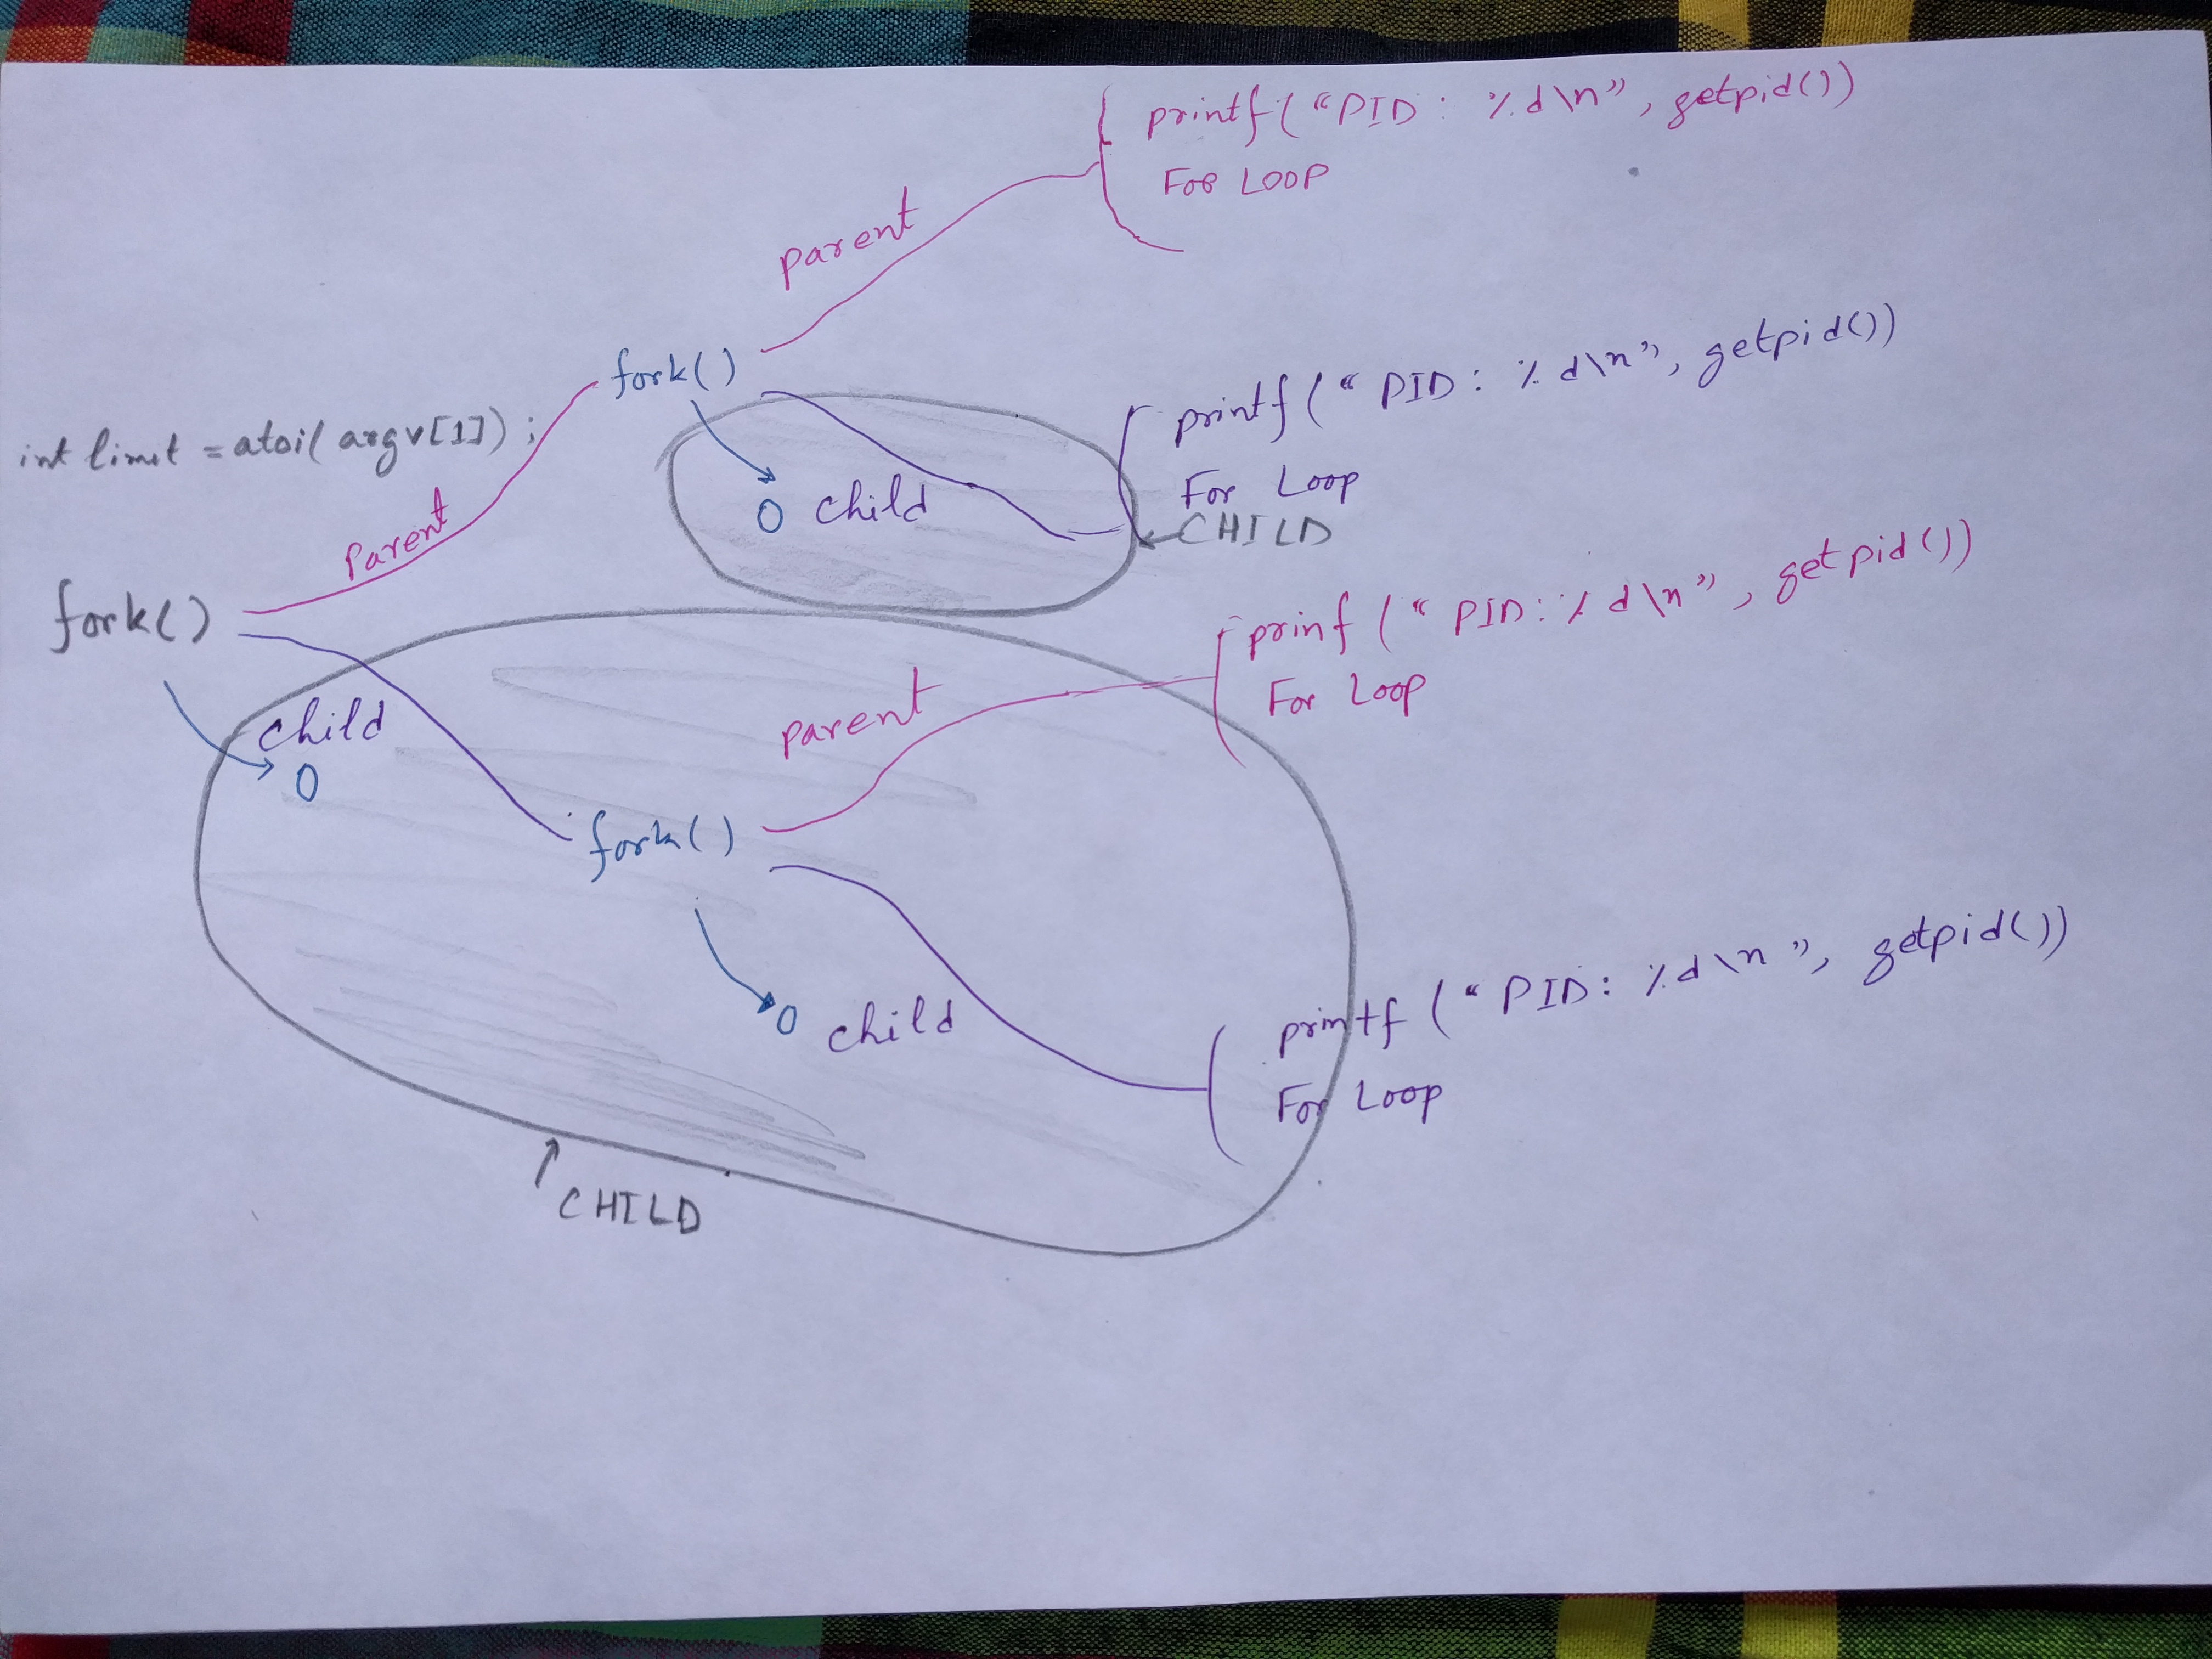 printf("PID: %d\n", getpid())
FOR LOOP
parent
fork()
printf("PID: %d\n", getpid())
For Loop
CHILD
0 child
int limit = atoi(argv[1]);
Parent
fork()
prinf("PID: %d\n", getpid())
For Loop
parent
child
0
fork()
0 child
printf("PID: %d\n", getpid())
For Loop
CHILD